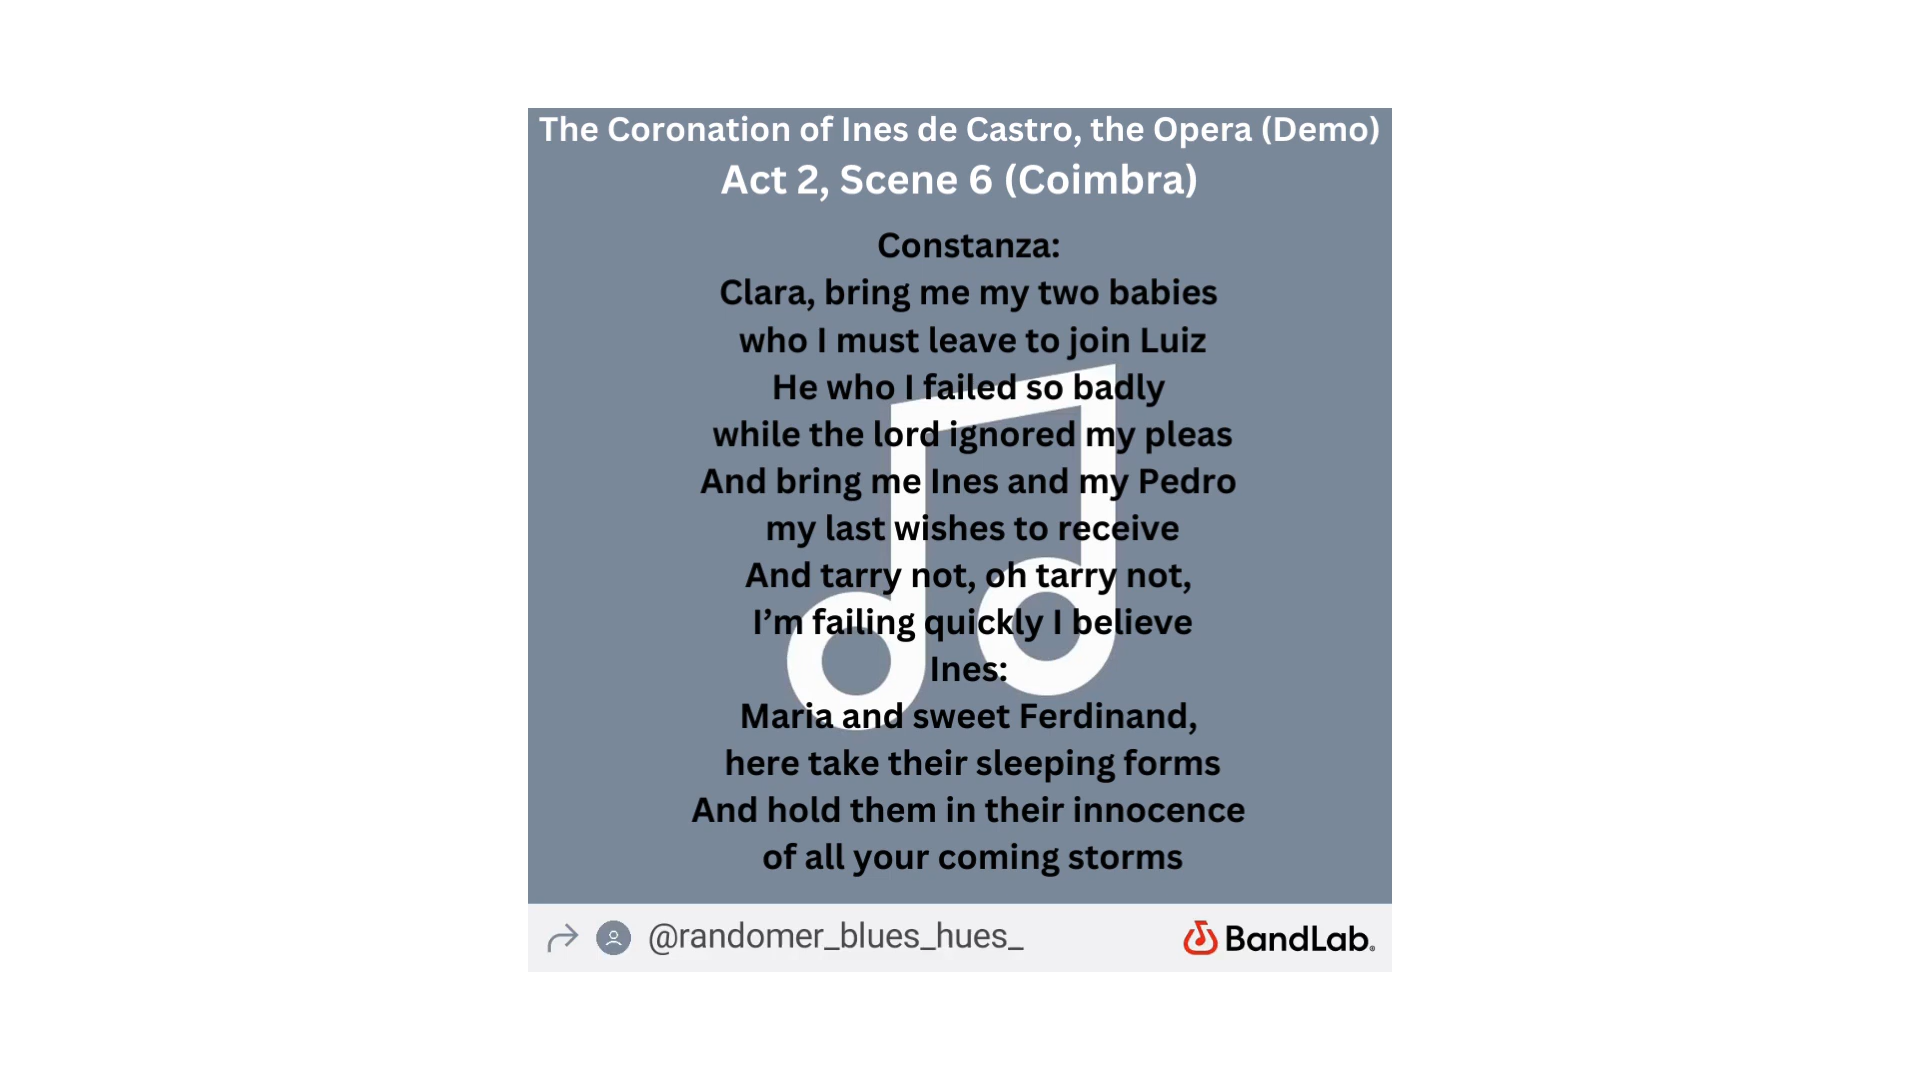 The Coronation of Ines de Castro, the Opera (Demo)
Act 2, Scene 6 (Coimbra)
Constanza:
Clara, bring me my two babies
who I must leave to join Luiz
He who I failed so badly
while the lord ignored my pleas
And bring me Ines and my Pedro
my last wishes to receive
And tarry not, oh tarry not,
I’m failing quickly I believe
Ines:
Maria and sweet Ferdinand,
here take their sleeping forms
And hold them in their innocence
of all your coming storms
@randomer_blues_hues_
BandLab®